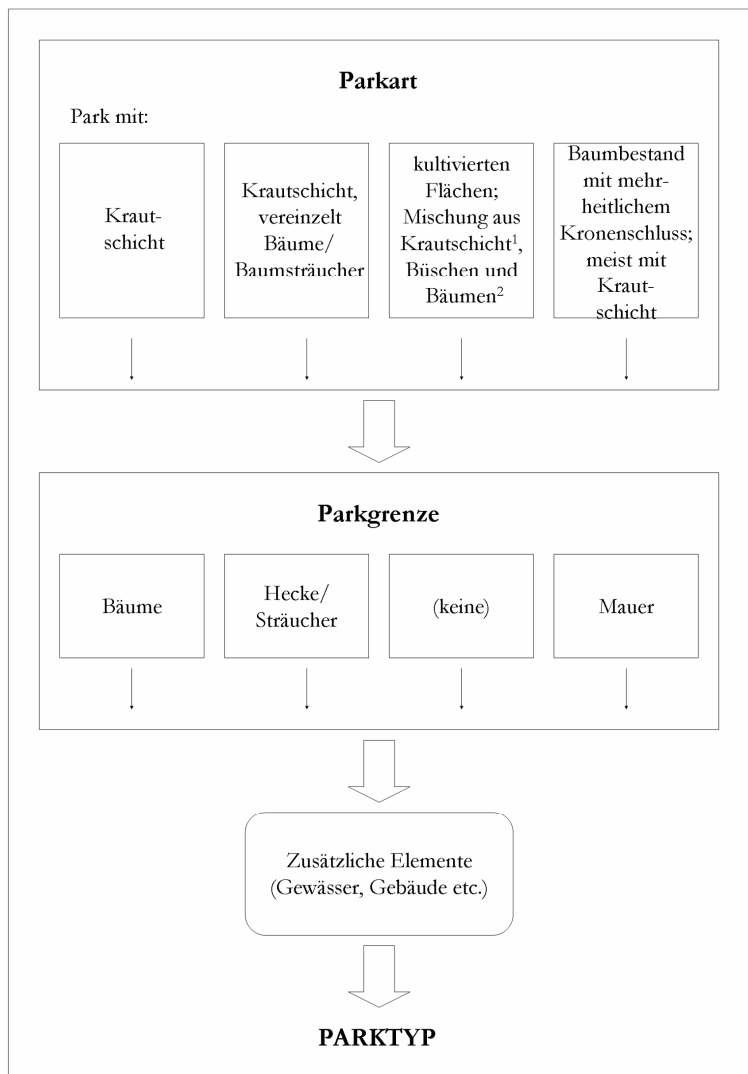 Parkart
Park mit:
Kraut-
schicht
Krautschicht,
vereinzelt
Bäume/
Baumsträucher
kultivierten
Flächen;
Mischung aus
Krautschicht¹,
Büschen und
Bäumen²
Baumbestand
mit mehr-
heitlichem
Kronenschluss;
meist mit
Kraut-
schicht
Parkgrenze
Bäume
Hecke/
Sträucher
(keine)
Mauer
Zusätzliche Elemente
(Gewässer, Gebäude etc.)
PARKTYP